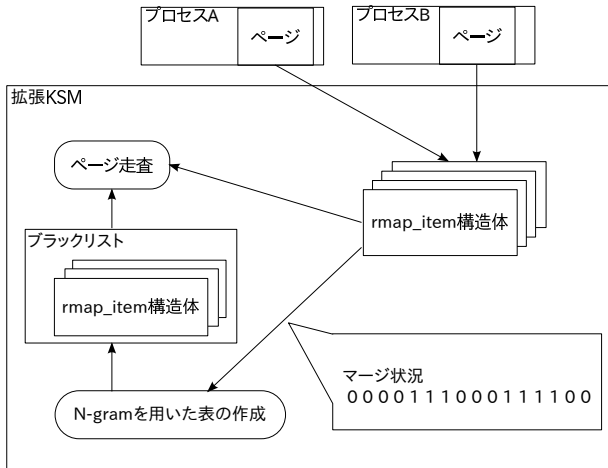 プロセスA
ページ
プロセスB
ページ
拡張KSM
ページ走査
rmap_item構造体
ブラックリスト
rmap_item構造体
マージ状況
0000111000111100
N-gramを用いた表の作成